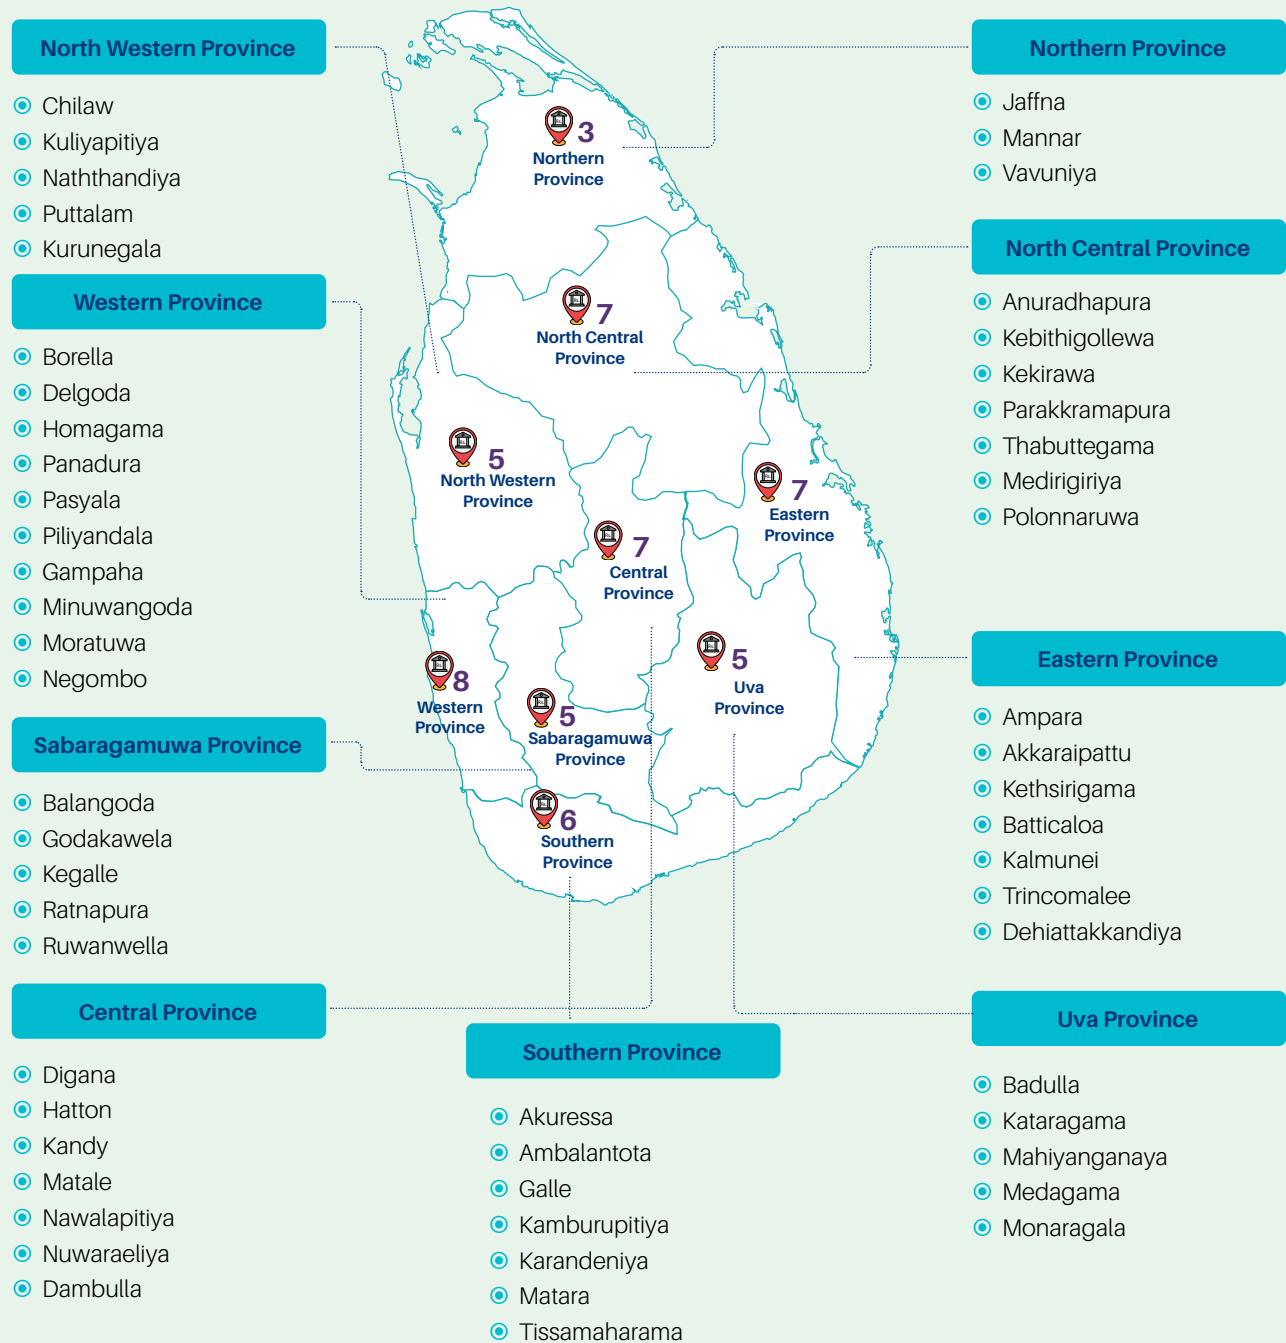 North Western Province
Chilaw
Kuliyapitiya
Naththandiya
Puttalam
Kurunegala
Western Province
Borella
Delgoda
Homagama
Panadura
Pasyala
Piliyandala
Gampaha
Minuwangoda
Moratuwa
Negombo
Sabaragamuwa Province
Balangoda
Godakawela
Kegalle
Ratnapura
Ruwanwella
Central Province
Digana
Hatton
Kandy
Matale
Nawalapitiya
Nuwaraeliya
Dambulla
3
Northern
Province
7
North Central
Province
5
North Western
Province
7
Eastern
Province
7
Central
Province
5
Uva
Province
8
Western
Province
5
Sabaragamuwa
Province
6
Southern
Province
Southern Province
Akuressa
Ambalantota
Galle
Kamburupitiya
Karandeniya
Matara
Tissamaharama
Northern Province
Jaffna
Mannar
Vavuniya
North Central Province
Anuradhapura
Kebithigollewa
Kekirawa
Parakkramapura
Thabuttegama
Medirigiriya
Polonnaruwa
Eastern Province
Ampara
Akkaraipattu
Kethsirigama
Batticaloa
Kalmunei
Trincomalee
Dehiattakkandiya
Uva Province
Badulla
Kataragama
Mahiyanganaya
Medagama
Monaragala